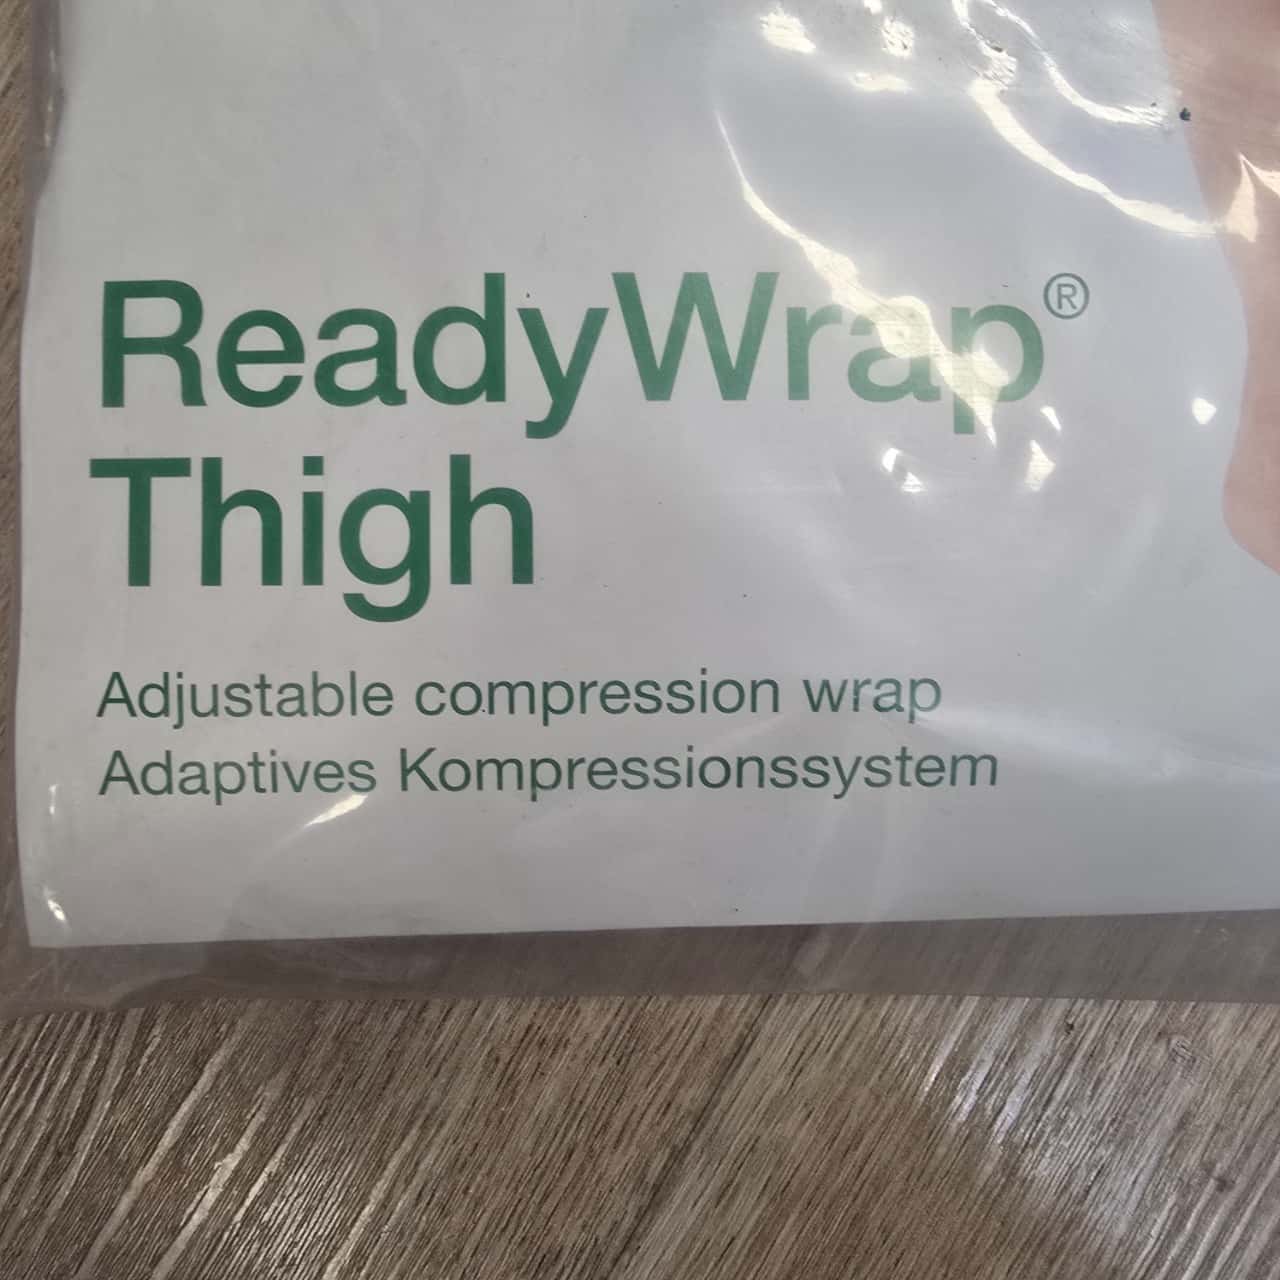 ReadyWrap®
Thigh
Adjustable compression wrap
Adaptives Kompressionssystem